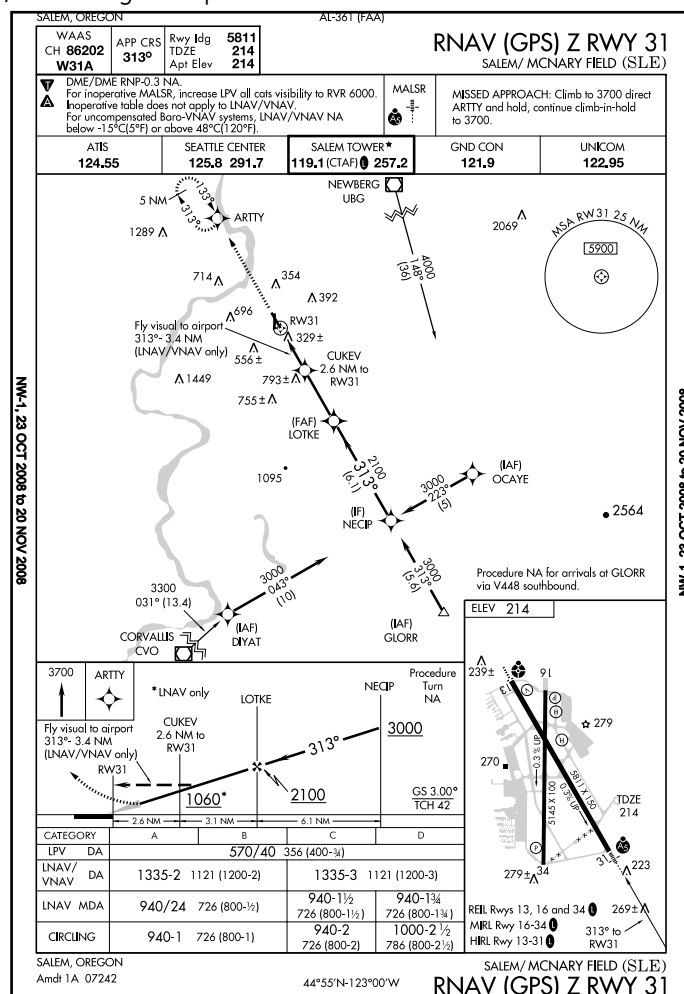 SALEM, OREGON
AL-361 (FAA)
WAAS
CH 86202
W31A
APP CRS
313°
Rwy ldg 5811
TDZE 214
Apt Elev 214
RNAV (GPS) Z RWY 31
SALEM/ MCNARY FIELD (SLE)
T
A
DME/DME RNP-0.3 NA.
For inoperative MALSR, increase LPV all cats visibility to RVR 6000.
Inoperative table does not apply to LNAV/VNAV.
For uncompensated Baro-VNAV systems, LNAV/VNAV NA
below -15°C(5°F) or above 48°C(120°F).
MALSR
A5
MISSED APPROACH: Climb to 3700 direct
ARTTY and hold, continue climb-in-hold
to 3700.
ATIS
124.55
SEATTLE CENTER
125.8 291.7
SALEM TOWER*
119.1 (CTAF) L 257.2
GND CON
121.9
UNICOM
122.95
NEWBERG
UBG
5 NM
133°
313°
ARTTY
1289
2069
MSA RW31 25 NM
5900
4000
148°
(36)
714
354
392
696
RW31
Fly visual to airport
313°- 3.4 NM
(LNAV/VNAV only)
329±
556±
CUKEV
2.6 NM to
RW31
1449
793±
755±
(FAF)
LOTKE
2100
313°
(6.1)
1095
(IAF)
OCAYE
3000
223°
(5)
(IF)
NECIP
2564
3000
313°
(5.6)
Procedure NA for arrivals at GLORR
via V448 southbound.
3300
031° (13.4)
3000
043°
(10)
(IAF)
DIYAT
CORVALLIS
CVO
(IAF)
GLORR
NW-1, 23 OCT 2008 to 20 NOV 2008
NW-1, 23 OCT 2008 to 20 NOV 2008
3700
ARTTY
*LNAV only
LOTKE
NECIP
Procedure
Turn
NA
Fly visual to airport
313°- 3.4 NM
(LNAV/VNAV only)
CUKEV
2.6 NM to
RW31
RW31
313°
3000
1060*
2100
GS 3.00°
TCH 42
2.6 NM
3.1 NM
6.1 NM
CATEGORY A B C D
LPV DA 570/40 356 (400-¾)
LNAV/
VNAV DA 1335-2 1121 (1200-2) 1335-3 1121 (1200-3)
LNAV MDA 940/24 726 (800-½) 940-1½
726 (800-1½) 940-1¾
726 (800-1¾)
CIRCLING 940-1 726 (800-1) 940-2
726 (800-2) 1000-2½
786 (800-2½)
ELEV 214
239±
13
16
279
270
0.3% UP
5145 X 100
5811 X 150
0.3% UP
TDZE
214
P
H
H
P
A5
279±
34
31
223
269±
REIL Rwys 13, 16 and 34 L
MIRL Rwy 16-34 L
HIRL Rwy 13-31 L
313° to
RW31
SALEM, OREGON
Amdt 1A 07242
44°55'N-123°00'W
SALEM/ MCNARY FIELD (SLE)
RNAV (GPS) Z RWY 31